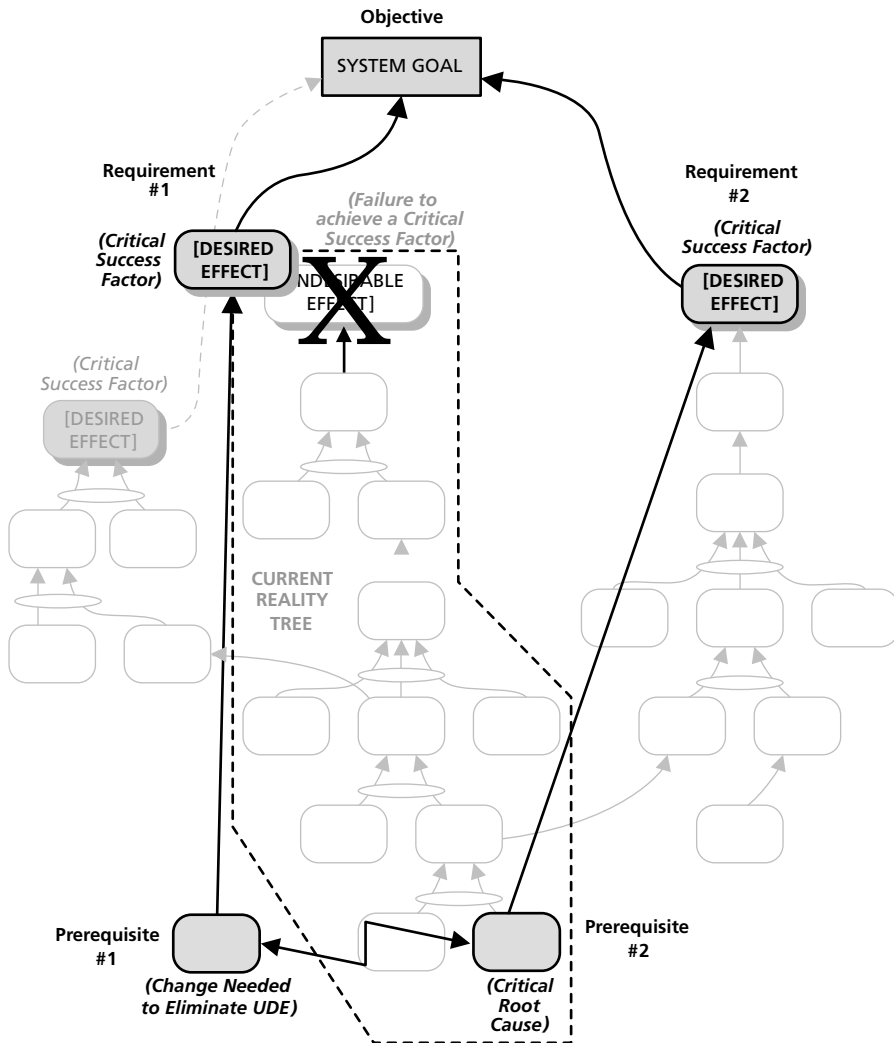 Objective
SYSTEM GOAL
Requirement
#1
(Failure to
achieve a Critical
Success Factor)
Requirement
#2
(Critical
Success
Factor)
[DESIRED
EFFECT]
NDESIRABLE
EFFECT]
(Critical
Success Factor)
[DESIRED
EFFECT]
(Critical
Success Factor)
[DESIRED
EFFECT]
CURRENT
REALITY
TREE
Prerequisite
#1
(Change Needed
to Eliminate UDE)
(Critical
Root
Cause)
Prerequisite
#2
X